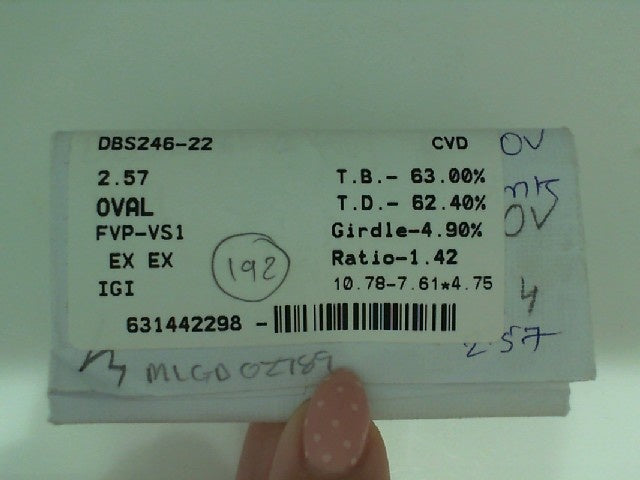 DBS246-22 CVD
2.57
OVAL
FVP-VS1
EX EX
IGI
T.B.- 63.00%
T.D.- 62.40%
Girdle-4.90%
Ratio-1.42
10.78-7.61*4.75
192
631442298 -
OV
OV
4
2.57